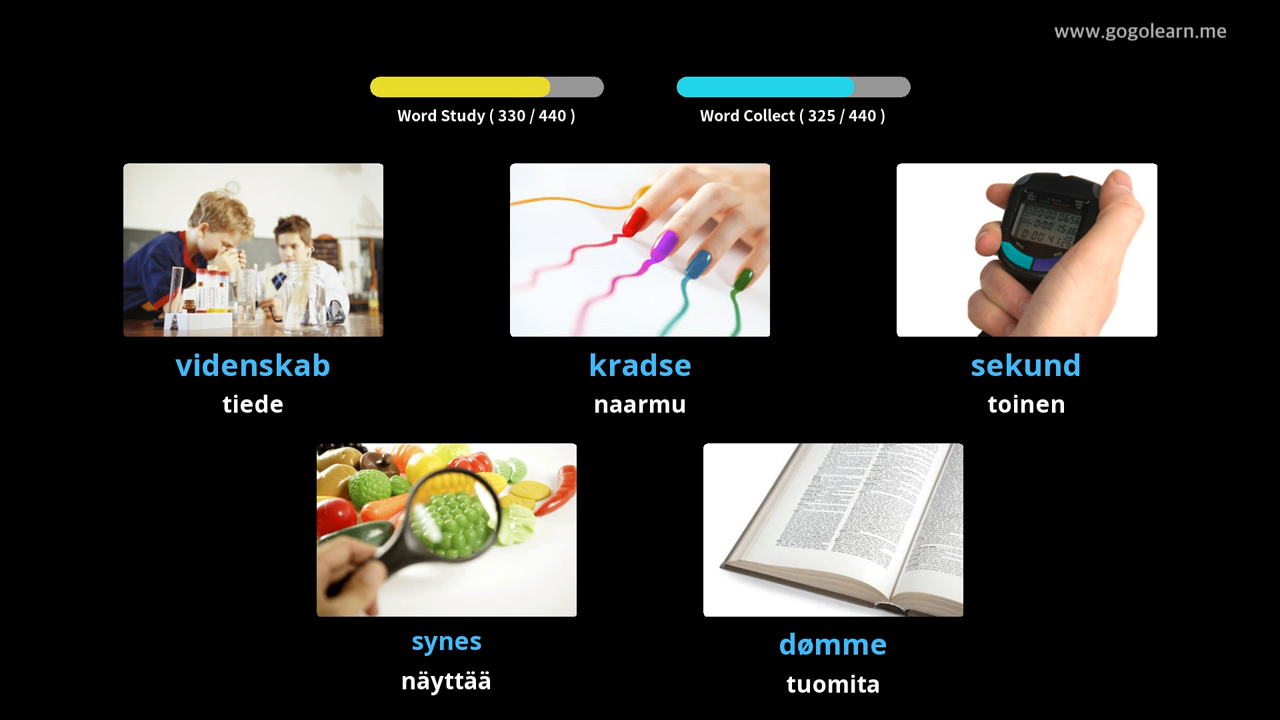 www.gogolearn.me
Word Study ( 330 / 440 )
Word Collect ( 325 / 440 )
videnskab
tiede
kradse
naarmu
sekund
toinen
synes
näyttää
dømme
tuomita